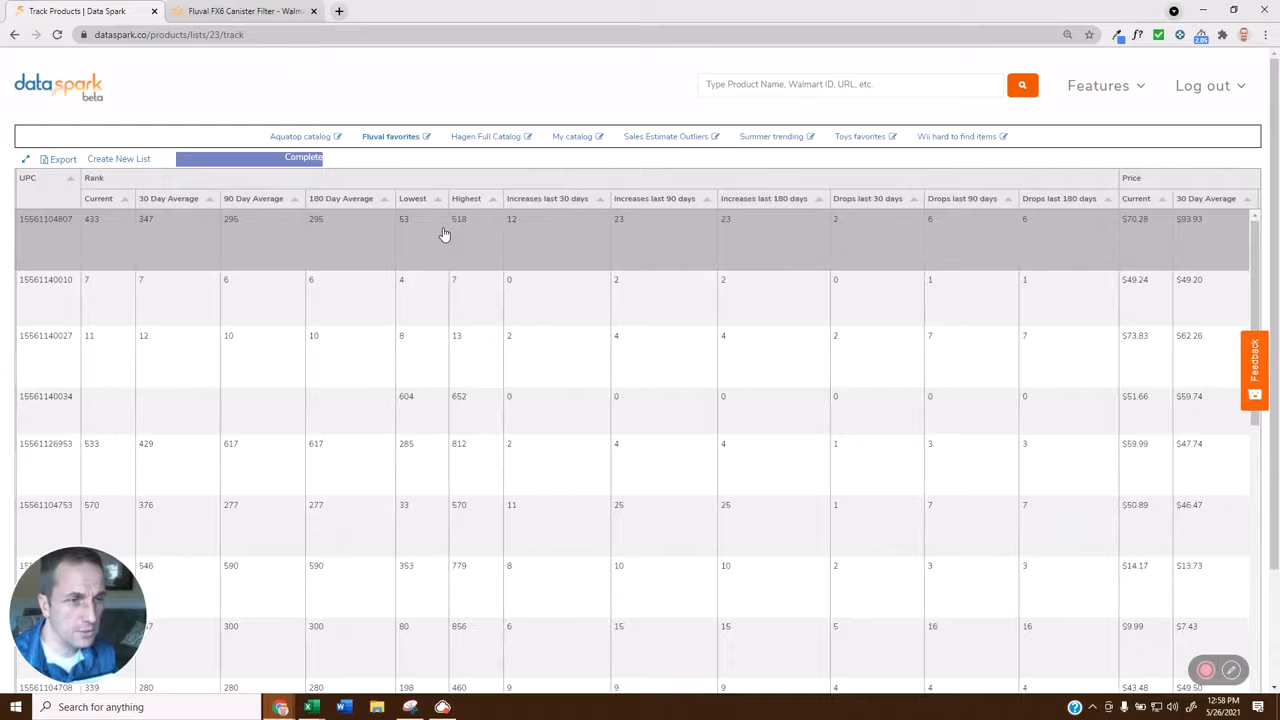 Track Products | Data Spark
Fluval FX6 Canister Filter - Walm
dataspark.co/products/lists/23/track
2.05
data spark
beta
Type Product Name, Walmart ID, URL, etc.
Features
Log out
Aquatop catalog Fluval favorites Hagen Full Catalog My catalog Sales Estimate Outliers Summer trending Toys favorites Wii hard to find items
Export Create New List Complete
UPC Rank Price
Current 30 Day Average 90 Day Average 180 Day Average Lowest Highest Increases last 30 days Increases last 90 days Increases last 180 days Drops last 30 days Drops last 90 days Drops last 180 days Current 30 Day Average
15561104807 433 347 295 295 53 518 12 23 23 2 6 6 $70.28 $93.93
15561140010 7 7 6 6 4 7 0 2 2 0 1 1 $49.24 $49.20
15561140027 11 12 10 10 8 13 2 4 4 2 7 7 $73.83 $62.26
15561140034 604 652 0 0 0 0 0 0 $51.66 $59.74
15561126953 533 429 617 617 285 812 2 4 4 1 3 3 $59.99 $47.74
15561104753 570 376 277 277 33 570 11 25 25 1 7 7 $50.89 $46.47
546 590 590 353 779 8 10 10 2 3 3 $14.17 $13.73
300 300 80 856 6 15 15 5 16 16 $9.99 $7.43
15561104708 339 280 280 280 198 460 9 9 9 4 4 4 $43.48 $49.50
Feedback
Search for anything
12:58 PM
5/26/2021